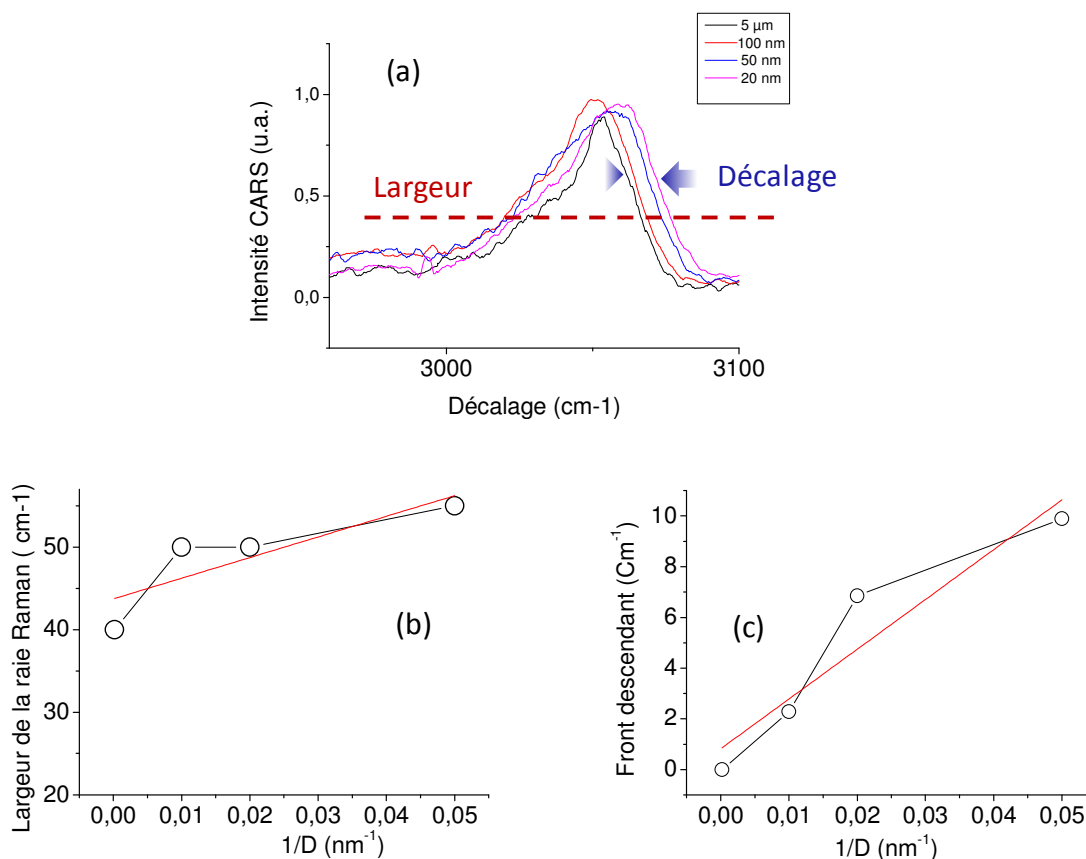 5 µm
100 nm
50 nm
20 nm
(a)
1,0
0,5
0,0
Intensité CARS (u.a.)
Largeur
Décalage
3000
3100
Décalage (cm-1)
50
40
30
20
Largeur de la raie Raman ( cm-1)
(b)
0,00 0,01 0,02 0,03 0,04 0,05
1/D (nm⁻¹)
10
8
6
4
2
0
Front descendant (Cm⁻¹)
(c)
0,00 0,01 0,02 0,03 0,04 0,05
1/D (nm⁻¹)